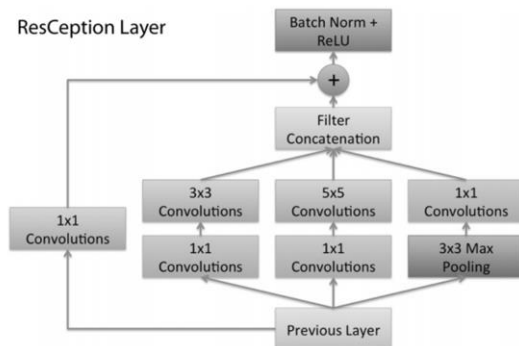 ResCeption Layer
Batch Norm +
ReLU
+
Filter
Concatenation
3x3
Convolutions
5x5
Convolutions
1x1
Convolutions
1x1
Convolutions
1x1
Convolutions
1x1
Convolutions
3x3 Max
Pooling
Previous Layer